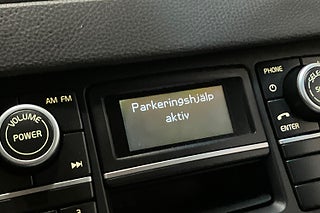 Parkeringshjälp
aktiv
PHONE
AM FM
VOLUME
POWER
ENTER